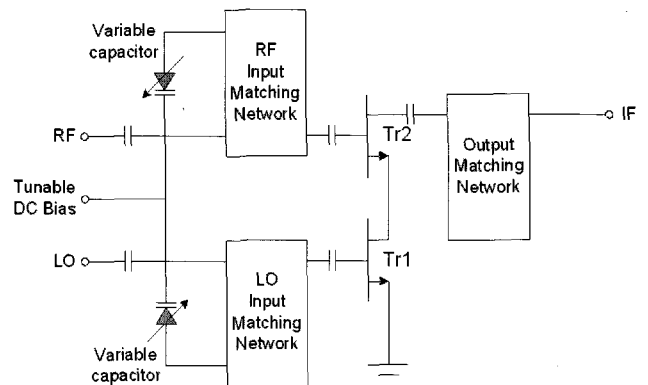 Variable
capacitor
RF
Input
Matching
Network
RF
Tr2
IF
Output
Matching
Network
Tunable
DC Bias
LO
Tr1
LO
Input
Matching
Network
Variable
capacitor